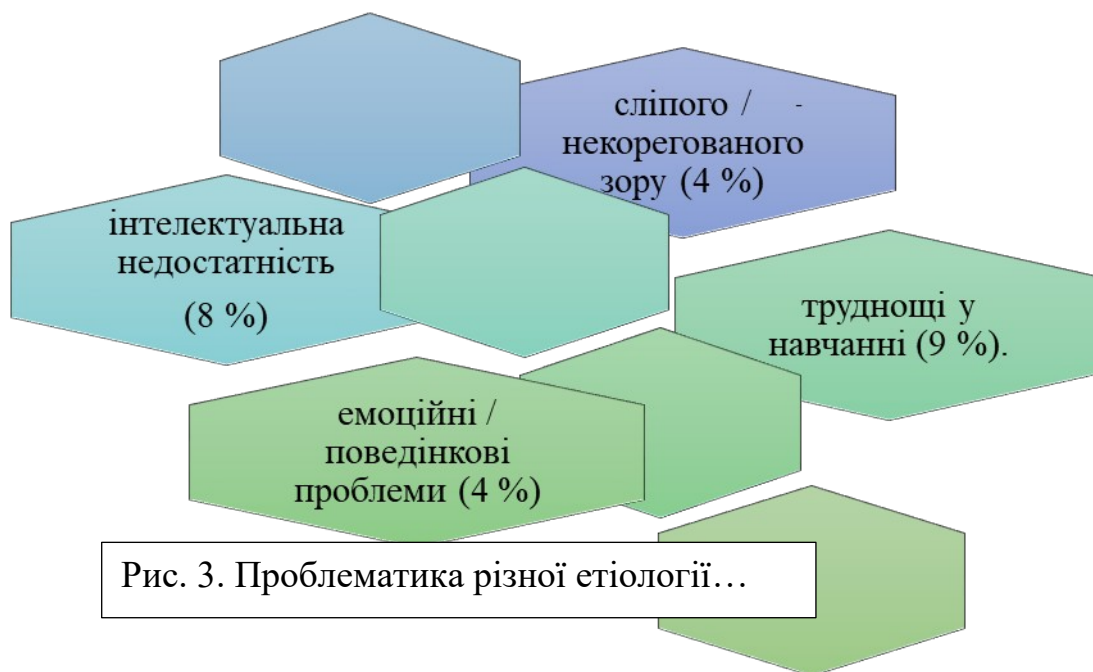 сліпого / -
некорегованого
зору (4 %)
інтелектуальна
недостатність
(8 %)
труднощі у
навчанні (9 %).
емоційні /
поведінкові
проблеми (4 %)
Рис. 3. Проблематика різної етіології…